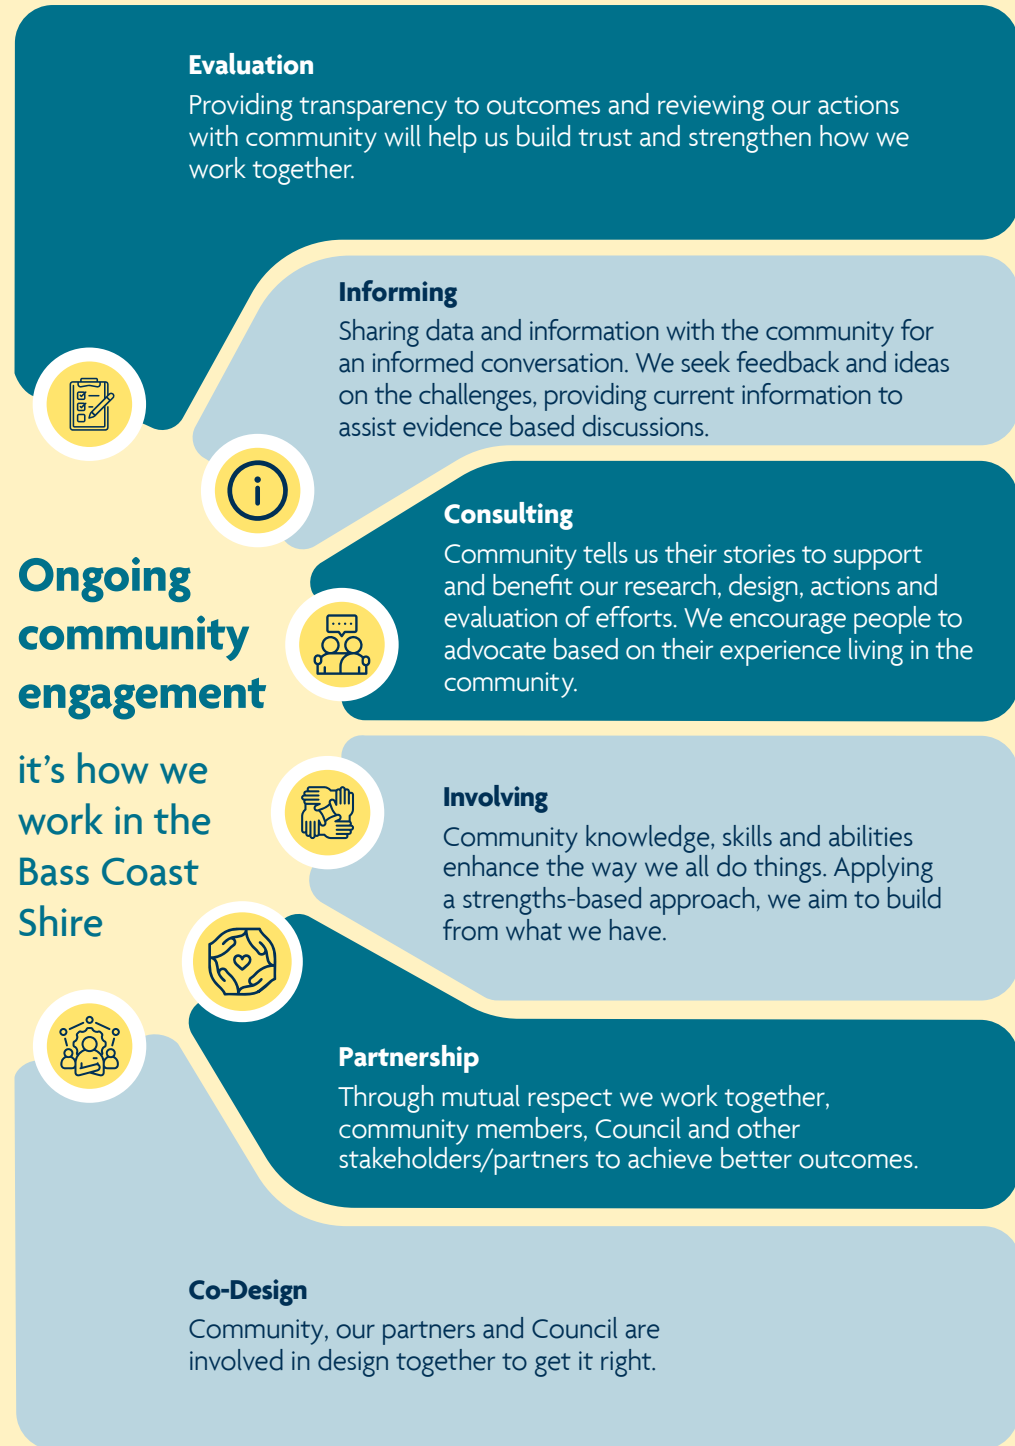 Evaluation
Providing transparency to outcomes and reviewing our actions
with community will help us build trust and strengthen how we
work together.
Informing
Sharing data and information with the community for
an informed conversation. We seek feedback and ideas
on the challenges, providing current information to
assist evidence based discussions.
Consulting
Community tells us their stories to support
and benefit our research, design, actions and
evaluation of efforts. We encourage people to
advocate based on their experience living in the
community.
Ongoing
community
engagement
it's how we
work in the
Bass Coast
Shire
Involving
Community knowledge, skills and abilities
enhance the way we all do things. Applying
a strengths-based approach, we aim to build
from what we have.
Partnership
Through mutual respect we work together,
community members, Council and other
stakeholders/partners to achieve better outcomes.
Co-Design
Community, our partners and Council are
involved in design together to get it right.